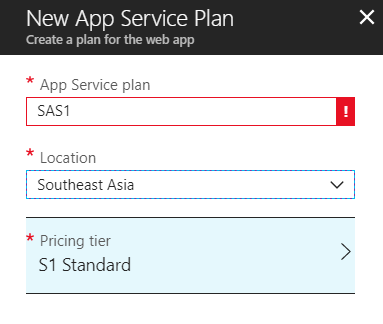 New App Service Plan
Create a plan for the web app
* App Service plan
SAS1
!
* Location
Southeast Asia
* Pricing tier
S1 Standard